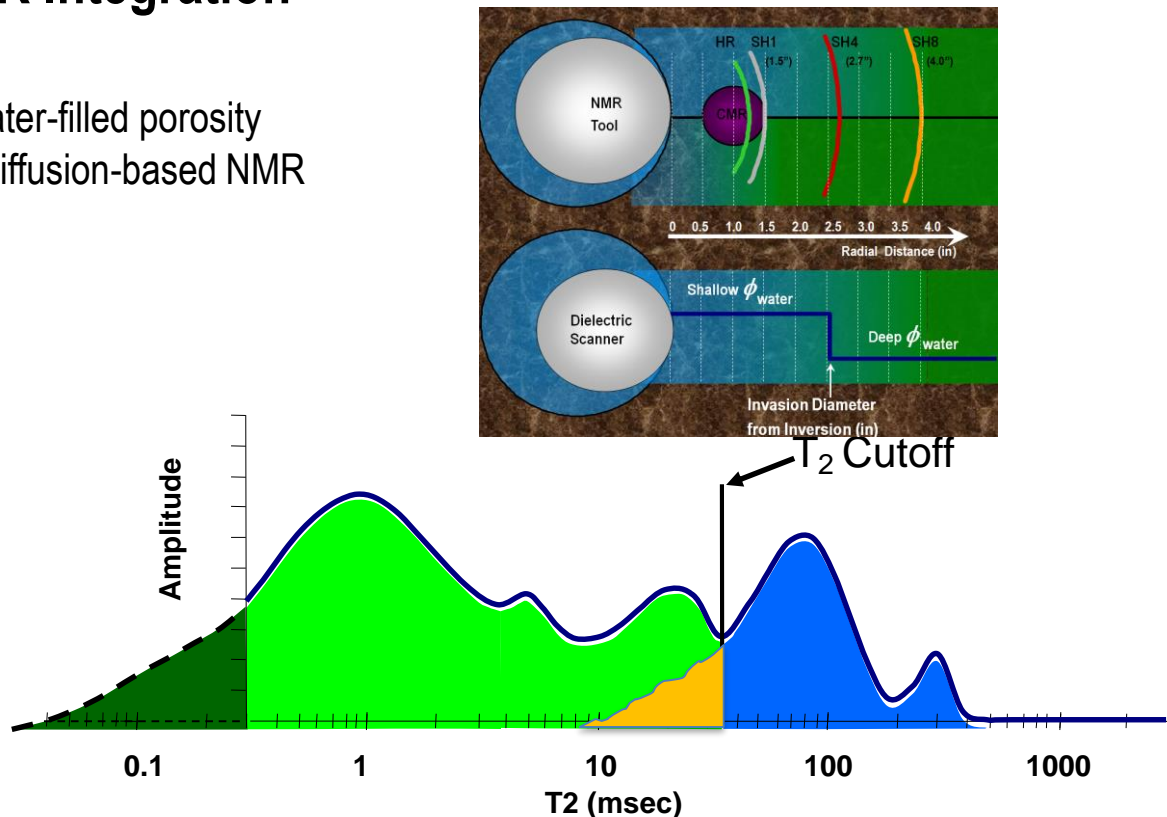 R Integration
ater-filled porosity
iffusion-based NMR
HR SH1 SH4 SH8
(1.5") (2.7") (4.0")
NMR
Tool
CMR
0 0.5 1.0 1.5 2.0 2.5 3.0 3.5 4.0
Radial Distance (in)
Shallow ϕwater
Dielectric
Scanner
Deep ϕwater
Invasion Diameter
from Inversion (in)
T2 Cutoff
Amplitude
0.1 1 10 100 1000
T2 (msec)